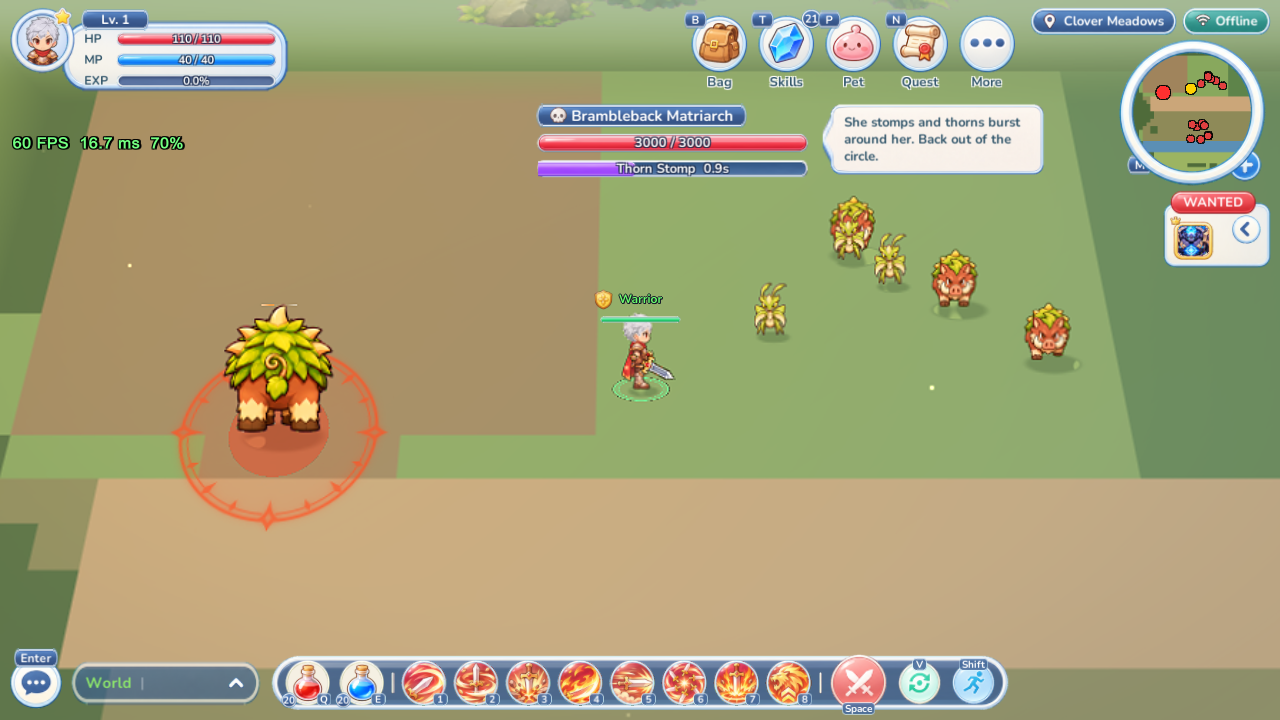 Lv. 1
HP 110 / 110
MP 40 / 40
EXP 0.0%
60 FPS 16.7 ms 70%
B
Bag
T
Skills
21
P
Pet
N
Quest
More
Clover Meadows
Offline
Brambleback Matriarch
3000 / 3000
Thorn Stomp 0.9s
She stomps and thorns burst
around her. Back out of the
circle.
M
WANTED
Warrior
Enter
World
20 Q
20 E
1
2
3
4
5
6
7
8
Space
V
Shift